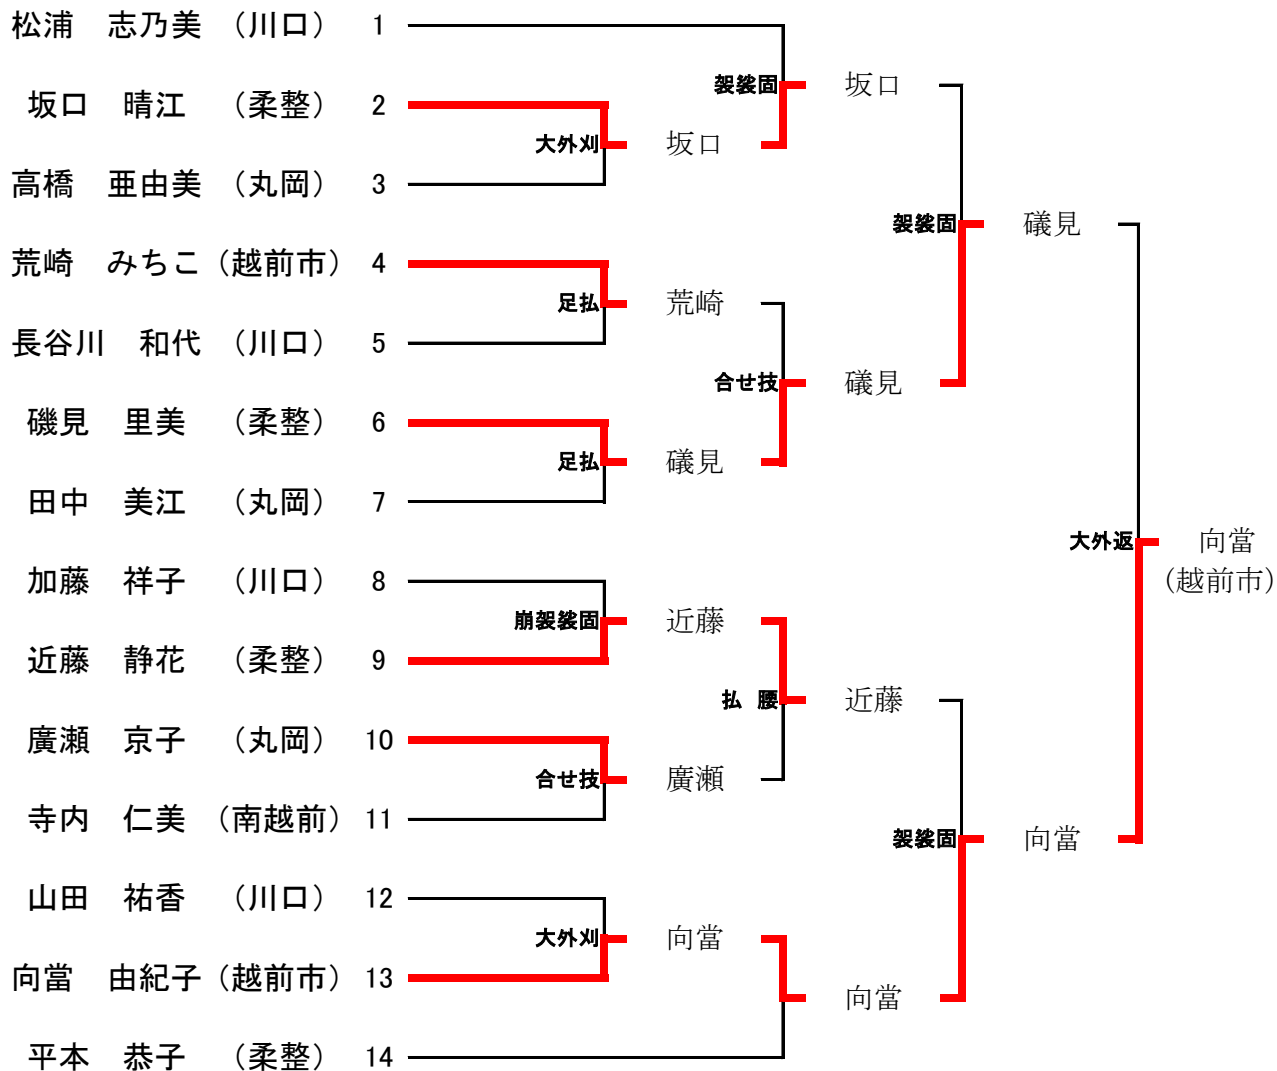 松浦　志乃美　（川口）　1
坂口　晴江　（柔整）　2
高橋　亜由美　（丸岡）　3
荒崎　みちこ（越前市）　4
長谷川　和代　（川口）　5
磯見　里美　（柔整）　6
田中　美江　（丸岡）　7
加藤　祥子　（川口）　8
近藤　静花　（柔整）　9
廣瀬　京子　（丸岡）　10
寺内　仁美　（南越前）　11
山田　祐香　（川口）　12
向當　由紀子（越前市）　13
平本　恭子　（柔整）　14
大外刈
坂口
足払
荒崎
足払
礒見
崩袈裟固
近藤
合せ技
廣瀬
大外刈
向當
袈裟固
坂口
合せ技
礒見
払　腰
近藤
向當
袈裟固
礒見
袈裟固
向當
大外返
向當
（越前市）